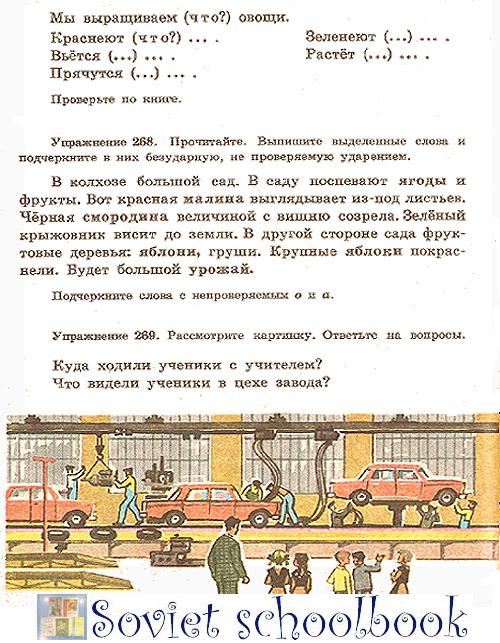 Мы выращиваем (что?) овощи.
Краснеют (что?) ... .
Зеленеют (...) ... .
Вьётся (...) ... .
Растёт (...) ... .
Прячутся (...) ... .
Проверьте по книге.
Упражнение 268. Прочитайте. Выпишите выделенные слова и
подчеркните в них безударную, не проверяемую ударением.
В колхозе большой сад. В саду поспевают ягоды и
фрукты. Вот красная малина выглядывает из-под листьев.
Чёрная смородина величиной с вишню созрела. Зелёный
крыжовник висит до земли. В другой стороне сада фрук-
товые деревья: яблони, груши. Крупные яблоки покрас-
нели. Будет большой урожай.
Подчеркните слова с непроверяемым о и а.
Упражнение 269. Рассмотрите картинку. Ответьте на вопросы.
Куда ходили ученики с учителем?
Что видели ученики в цехе завода?
Soviet schoolbook